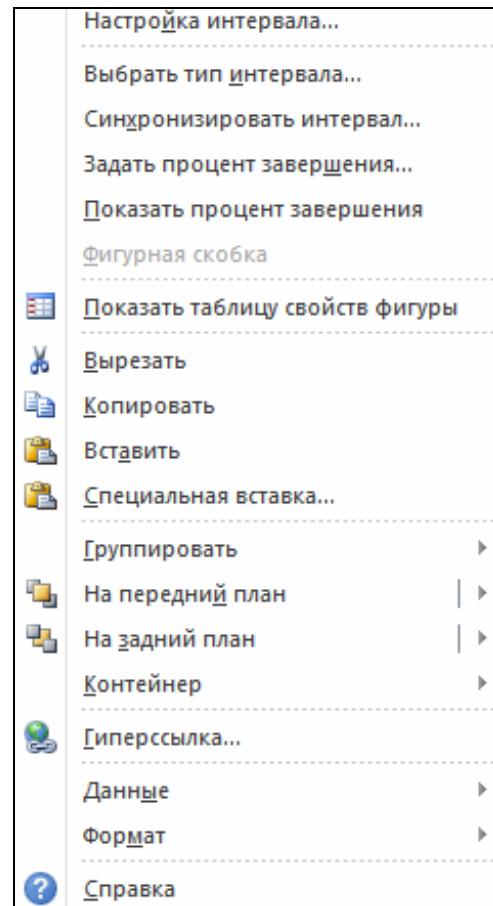 Настройка интервала...
Выбрать тип интервала...
Синхронизировать интервал...
Задать процент завершения...
Показать процент завершения
Фигурная скобка
Показать таблицу свойств фигуры
Вырезать
Копировать
Вставить
Специальная вставка...
Группировать
На передний план
На задний план
Контейнер
Гиперссылка...
Данные
Формат
Справка